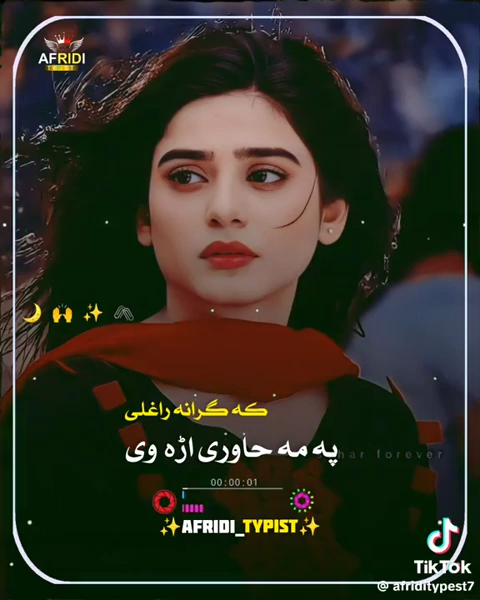 AFRIDI
که گرانه راغلی
په مه حاوری اڑه وی
har forever
00:00:01
AFRIDI_TYPIST
TikTok
@ afriditypest7